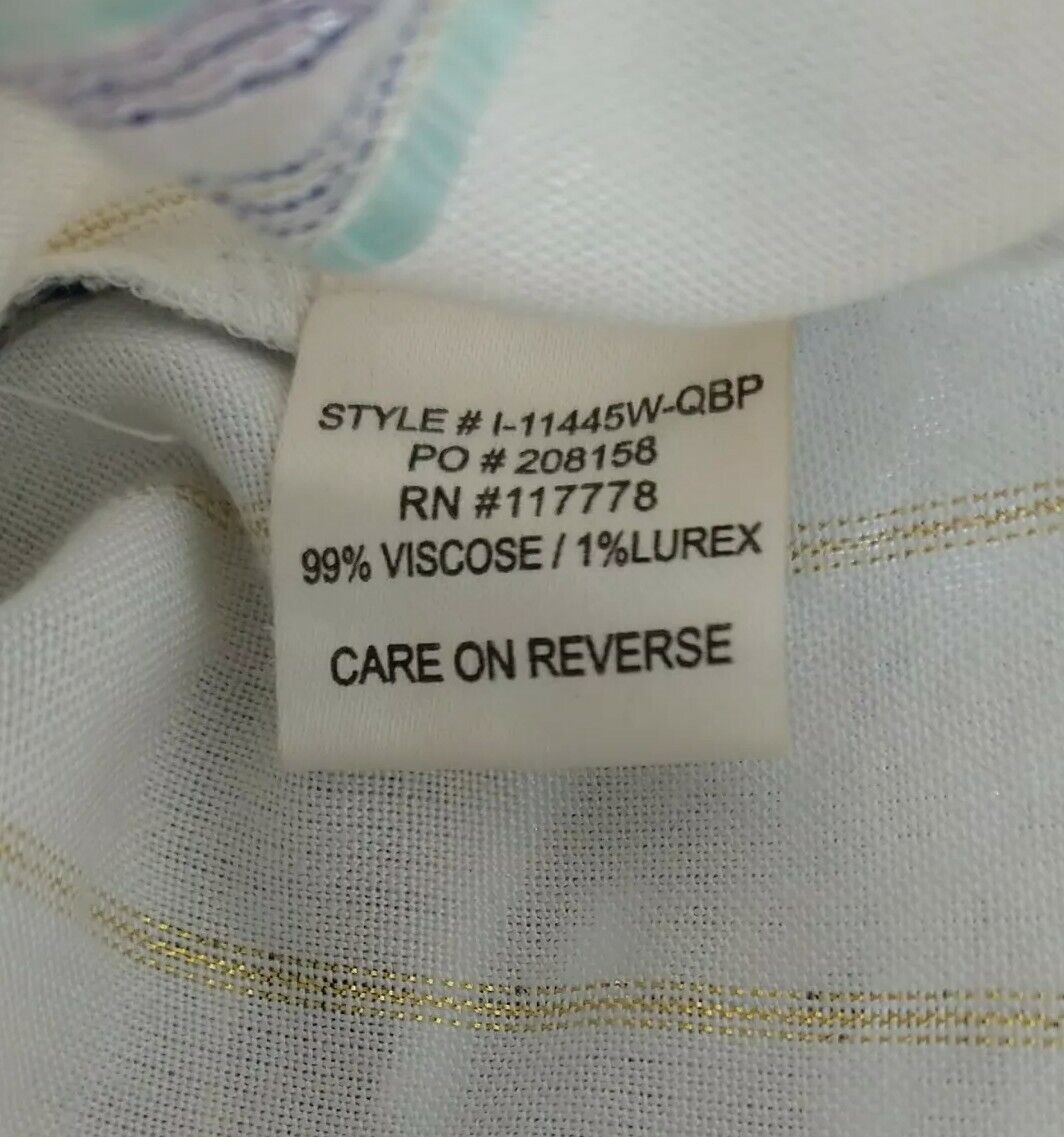 STYLE # I-11445W-QBP
PO # 208158
RN #117778
99% VISCOSE / 1%LUREX
CARE ON REVERSE